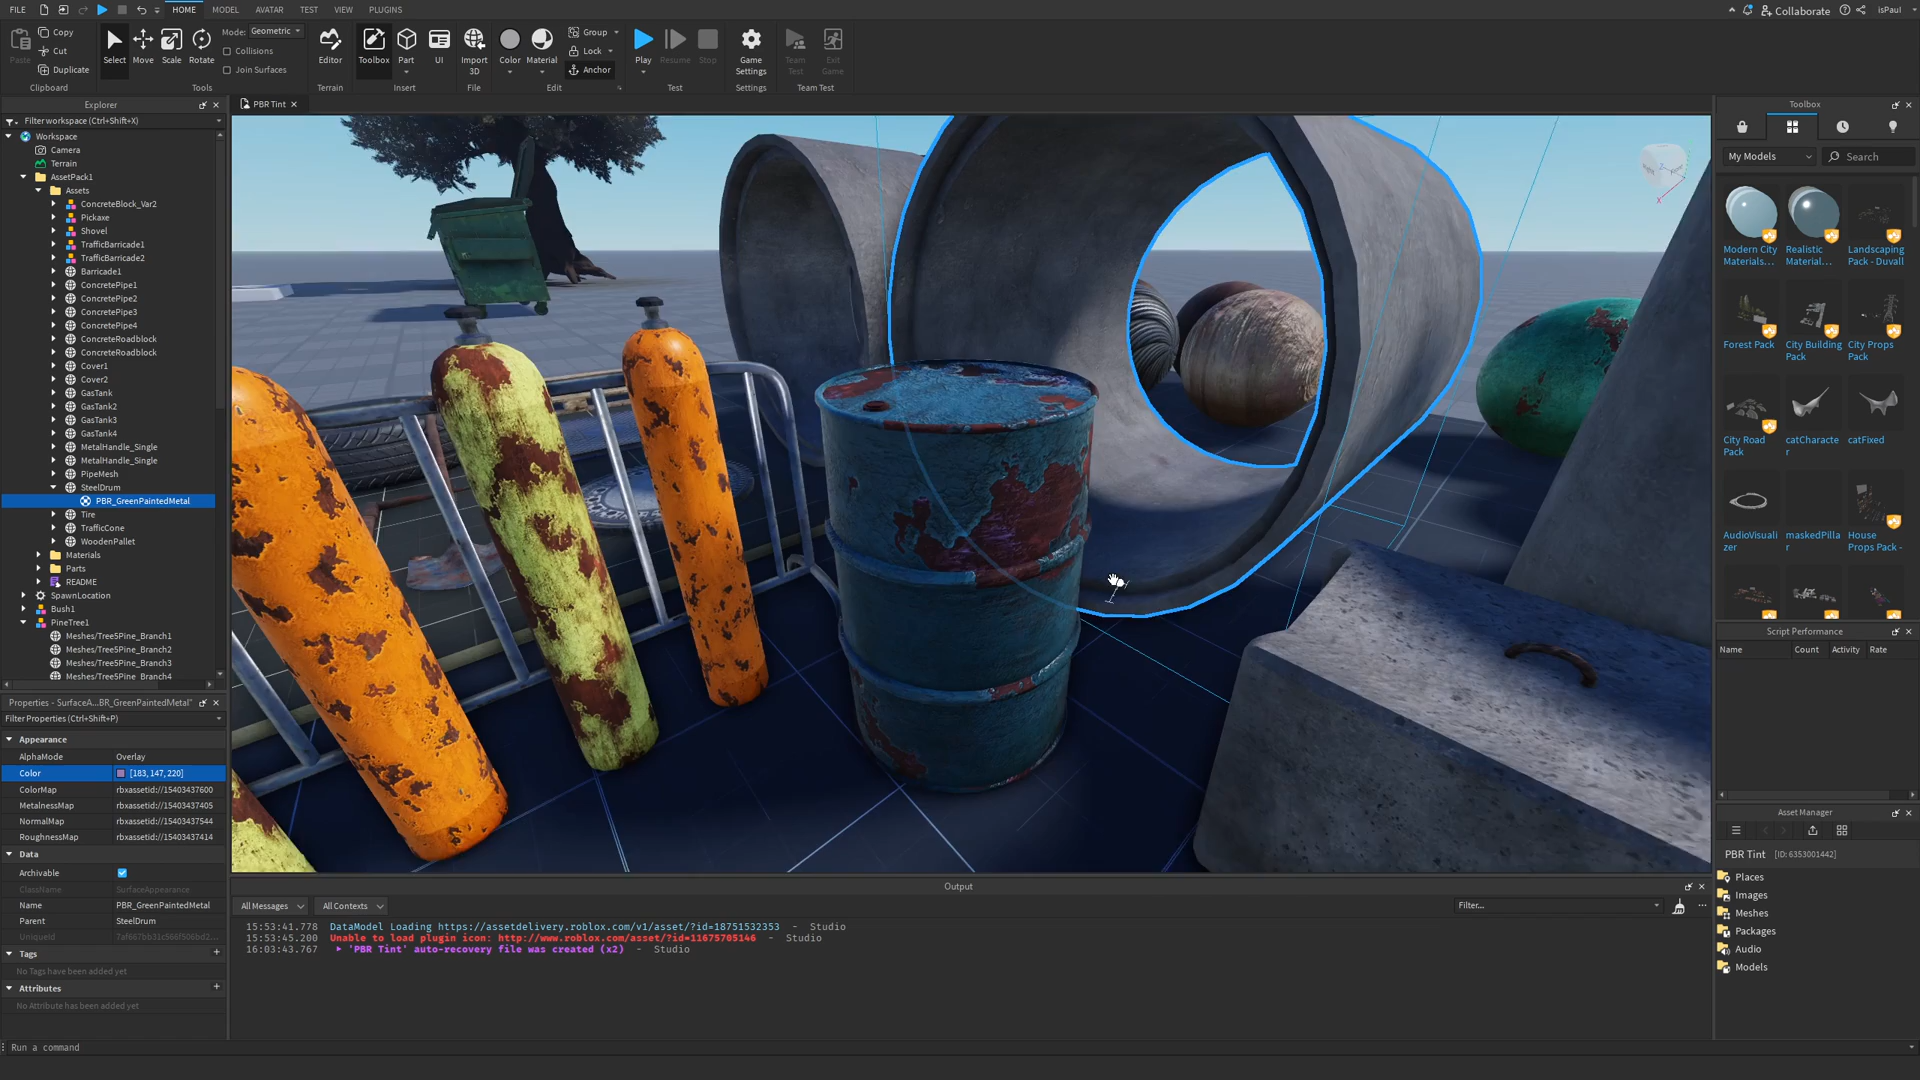 FILE
HOME
MODEL
AVATAR
TEST
VIEW
PLUGINS
Collaborate
isPaul
Paste
Copy
Cut
Duplicate
Clipboard
Select
Move
Scale
Rotate
Mode: Geometric
Collisions
Join Surfaces
Tools
Editor
Terrain
Toolbox
Part
UI
Insert
Import
3D
File
Color
Material
Group
Lock
Anchor
Edit
Play
Resume
Stop
Test
Game
Settings
Settings
Team
Test
Exit
Game
Team Test
Explorer
Filter workspace (Ctrl+Shift+X)
Workspace
Camera
Terrain
AssetPack1
Assets
ConcreteBlock_Var2
Pickaxe
Shovel
TrafficBarricade1
TrafficBarricade2
Barricade1
ConcretePipe1
ConcretePipe2
ConcretePipe3
ConcretePipe4
ConcreteRoadblock
ConcreteRoadblock
Cover1
Cover2
GasTank
GasTank2
GasTank3
GasTank4
MetalHandle_Single
MetalHandle_Single
PipeMesh
SteelDrum
PBR_GreenPaintedMetal
Tire
TrafficCone
WoodenPallet
Materials
Parts
README
SpawnLocation
Bush1
PineTree1
Meshes/Tree5Pine_Branch1
Meshes/Tree5Pine_Branch2
Meshes/Tree5Pine_Branch3
Meshes/Tree5Pine_Branch4
Properties - SurfaceA...BR_GreenPaintedMetal"
Filter Properties (Ctrl+Shift+P)
Appearance
AlphaMode Overlay
Color [183, 147, 220]
ColorMap rbxassetid://15403437600
MetalnessMap rbxassetid://15403437405
NormalMap rbxassetid://15403437544
RoughnessMap rbxassetid://15403437414
Data
Archivable
ClassName SurfaceAppearance
Name PBR_GreenPaintedMetal
Parent SteelDrum
UniqueId
Tags
No Tags have been added yet
Attributes
No Attribute has been added yet
Run a command
PBR Tint
Output
All Messages
All Contexts
Filter...
15:53:41.778 DataModel Loading https://assetdelivery.roblox.com/v1/asset/?id=18751532353 - Studio
15:53:45.200 Unable to load plugin icon: http://www.roblox.com/asset/?id=11675705146 - Studio
16:03:43.767 'PBR Tint' auto-recovery file was created (x2) - Studio
Toolbox
My Models
Search
Modern City
Materials...
Realistic
Material...
Landscaping
Pack - Duvall
Forest Pack
City Building
Pack
City Props
Pack
City Road
Pack
catCharacte
r
catFixed
AudioVisuali
zer
maskedPilla
r
House
Props Pack -
Script Performance
Name
Count
Activity
Rate
Asset Manager
PBR Tint [ID: 6353001442]
Places
Images
Meshes
Packages
Audio
Models